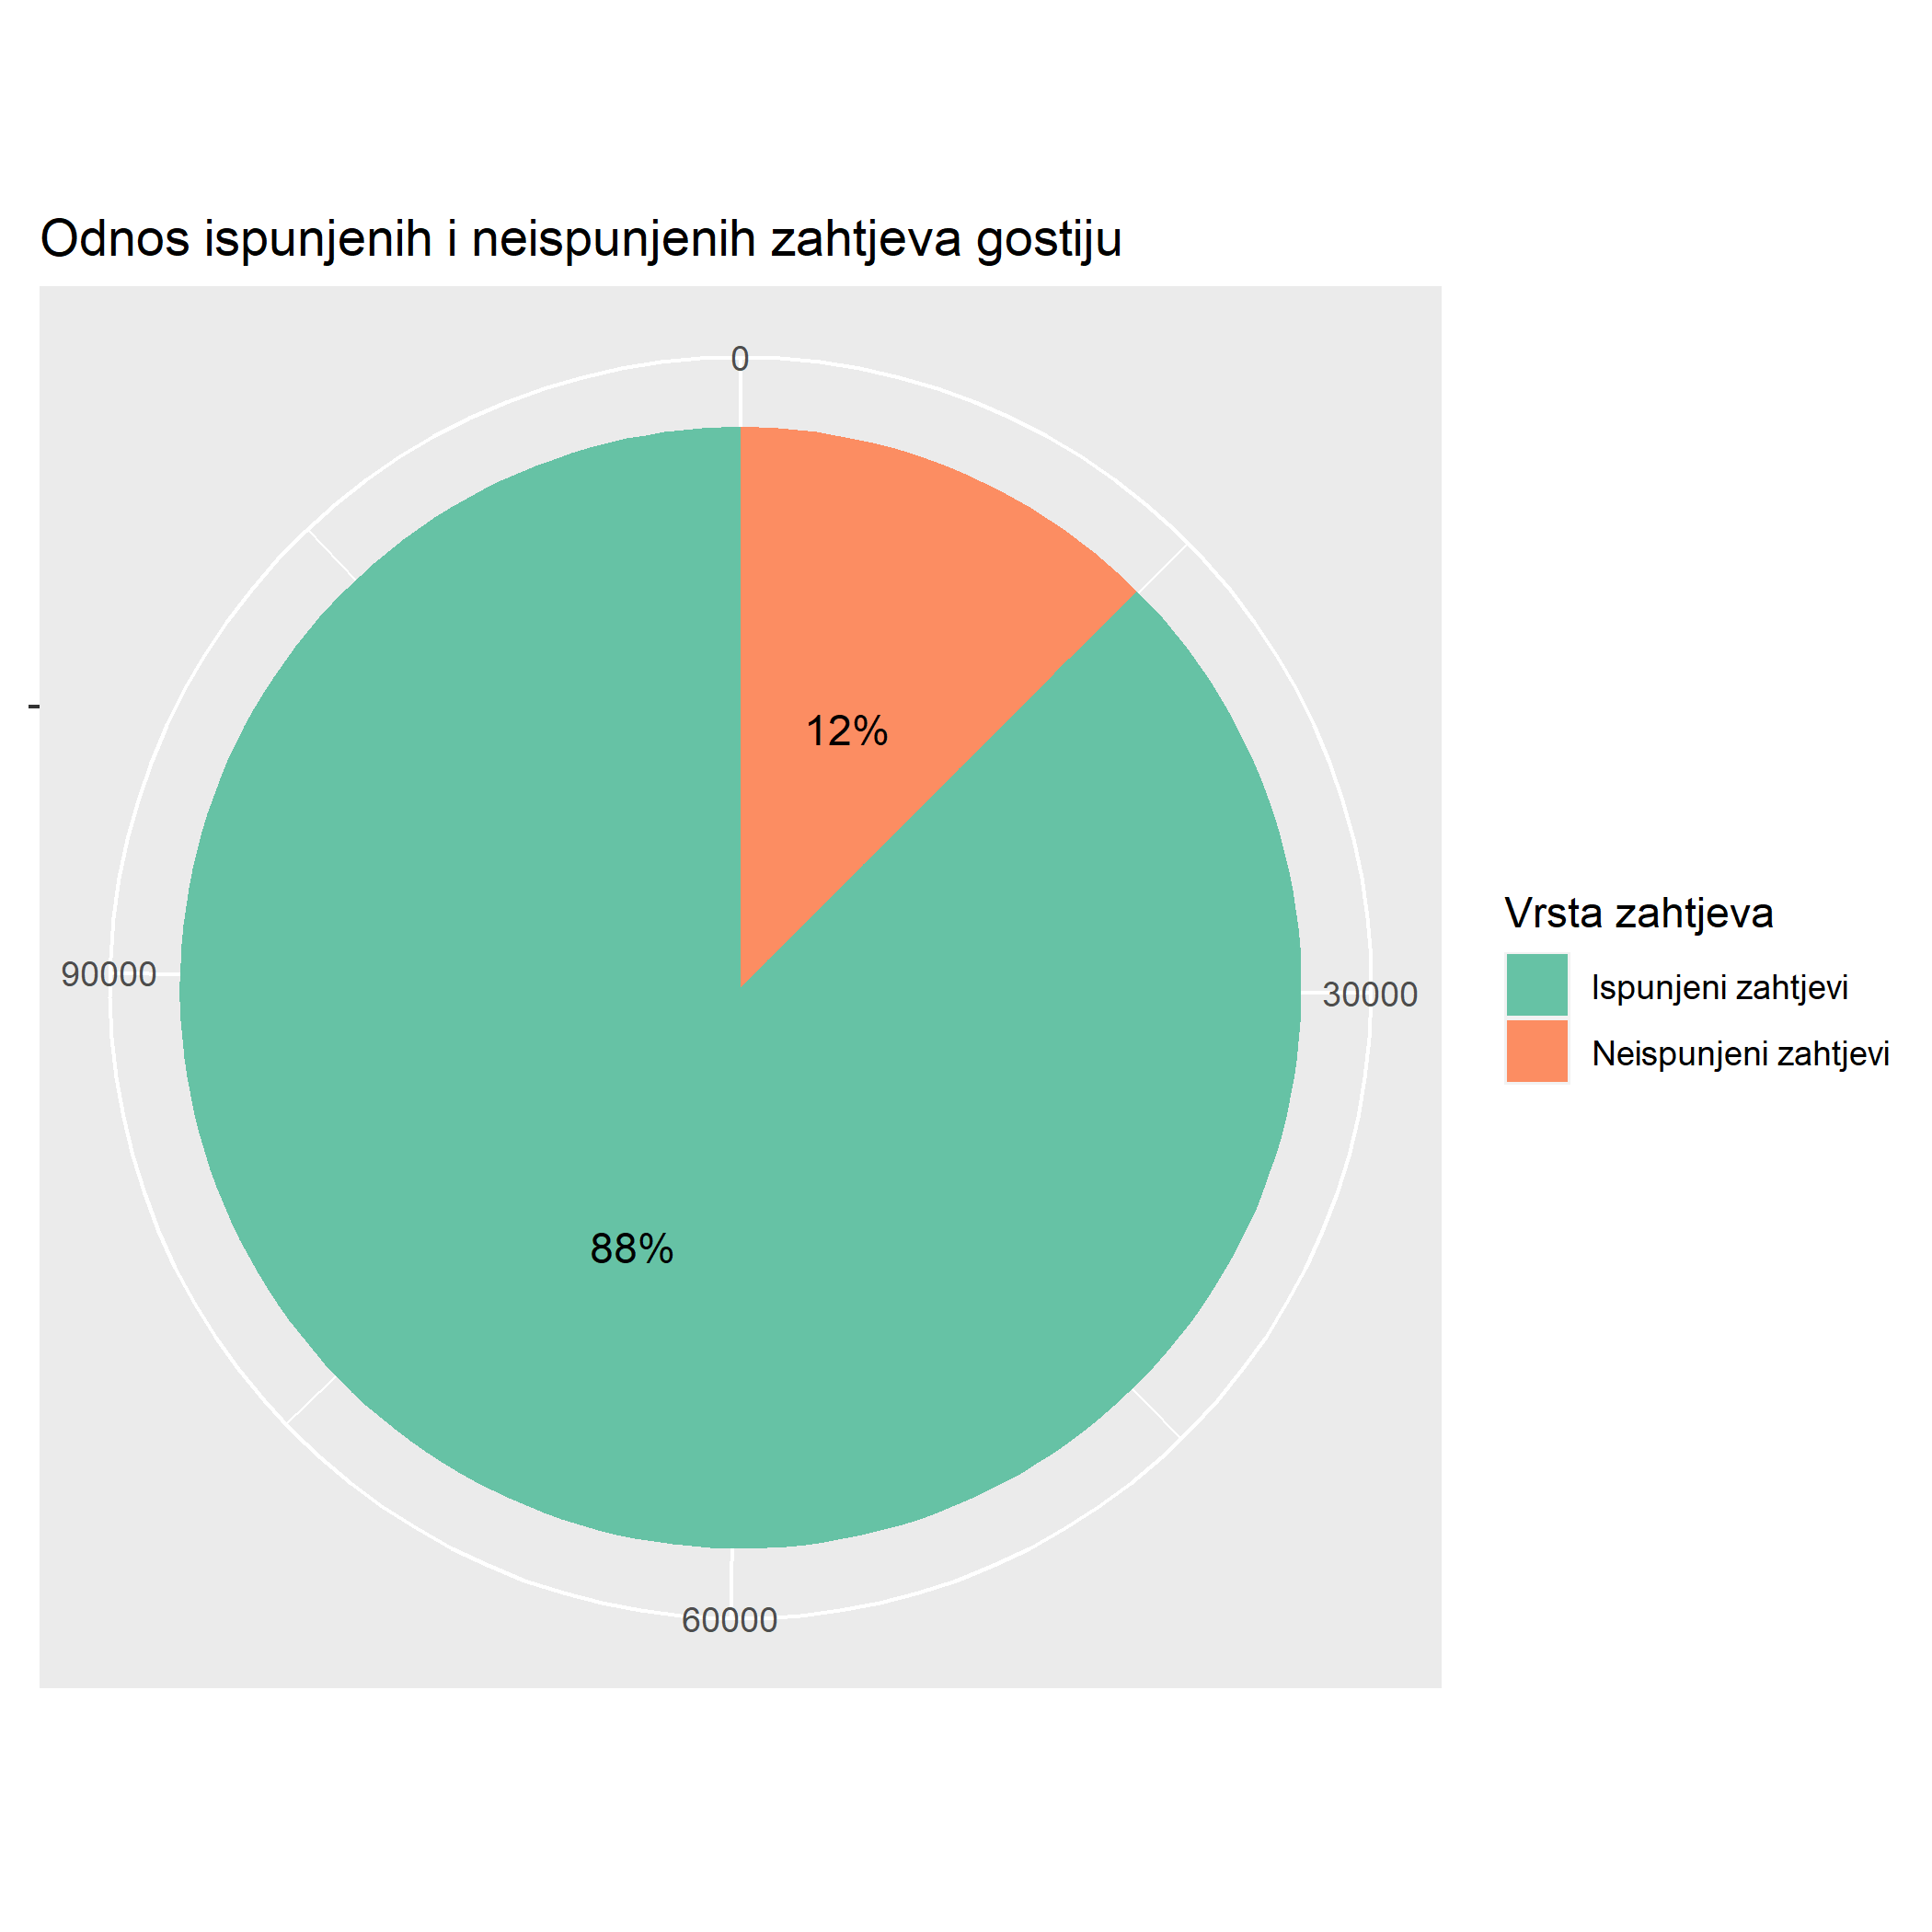 Odnos ispunjenih i neispunjenih zahtjeva gostiju
0
12%
90000
30000
88%
60000
Vrsta zahtjeva
Ispunjeni zahtjevi
Neispunjeni zahtjevi